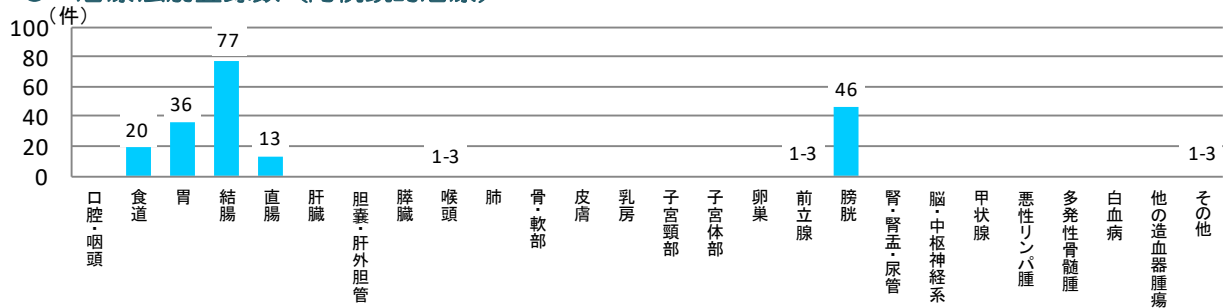 (件)
100
80
60
40
20
0
20
36
77
13
1-3
1-3
46
1-3
口腔・咽頭
食道
胃
結腸
直腸
肝臓
胆嚢・肝外胆管
膵臓
喉頭
肺
骨・軟部
皮膚
乳房
子宮頸部
子宮体部
卵巣
前立腺
膀胱
腎・腎盂・尿管
脳・中枢神経系
甲状腺
悪性リンパ腫
多発性骨髄腫
白血病
他の造血器腫瘍
その他